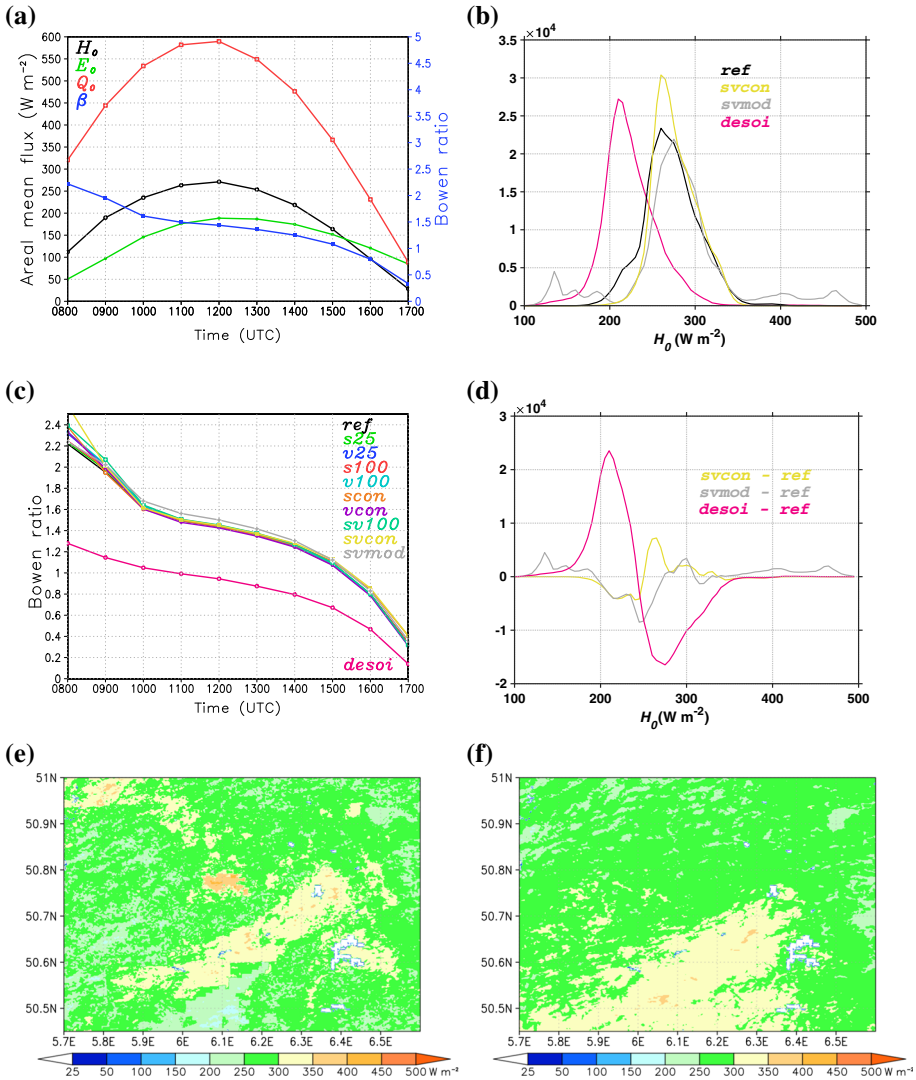 (a)
Areal mean flux (W m⁻²)
600
550
500
450
400
350
300
250
200
150
100
50
0
H₀
E₀
Q₀
β
5
4.5
4
3.5
3
2.5
2
1.5
1
0.5
0
Bowen ratio
0800 0900 1000 1100 1200 1300 1400 1500 1600 1700
Time (UTC)
(b)
×10⁴
3.5
3
2.5
2
1.5
1
0.5
0
ref
svcon
svmod
desoi
100 200 300 400 500
H₀ (W m⁻²)
(c)
Bowen ratio
2.4
2.2
2
1.8
1.6
1.4
1.2
1
0.8
0.6
0.4
0.2
0
ref
s25
v25
s100
v100
scon
vcon
sv100
svcon
svmod
desoi
0800 0900 1000 1100 1200 1300 1400 1500 1600 1700
Time (UTC)
(d)
×10⁴
3
2
1
0
-1
-2
svcon - ref
svmod - ref
desoi - ref
100 200 300 400 500
H₀(W m⁻²)
(e)
51N
50.9N
50.8N
50.7N
50.6N
50.5N
5.7E 5.8E 5.9E 6E 6.1E 6.2E 6.3E 6.4E 6.5E
25 50 100 150 200 250 300 350 400 450 500 W m⁻²
(f)
51N
50.9N
50.8N
50.7N
50.6N
50.5N
5.7E 5.8E 5.9E 6E 6.1E 6.2E 6.3E 6.4E 6.5E
25 50 100 150 200 250 300 350 400 450 500 W m⁻²